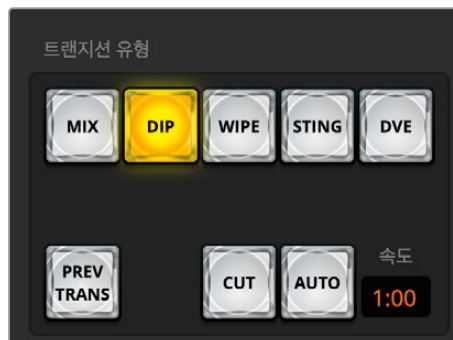 트랜지션 유형
MIX DIP WIPE STING DVE
속도
PREV TRANS CUT AUTO 1:00